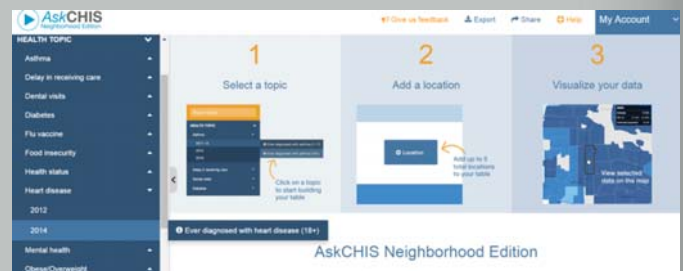 AskCHIS
Neighborhood Edition
Give us feedback
Export
Share
Help
My Account
HEALTH TOPIC
Asthma
Delay in receiving care
Dental visits
Diabetes
Flu vaccine
Food insecurity
Health status
Heart disease
2012
2014
Mental health
Obese/Overweight
Ever diagnosed with heart disease (18+)
1
Select a topic
HEALTH TOPIC
Click on a topic
to start building
your table
2
Add a location
Location
Add up to 5
total locations
to your table
3
Visualize your data
View selected
data on the map
AskCHIS Neighborhood Edition